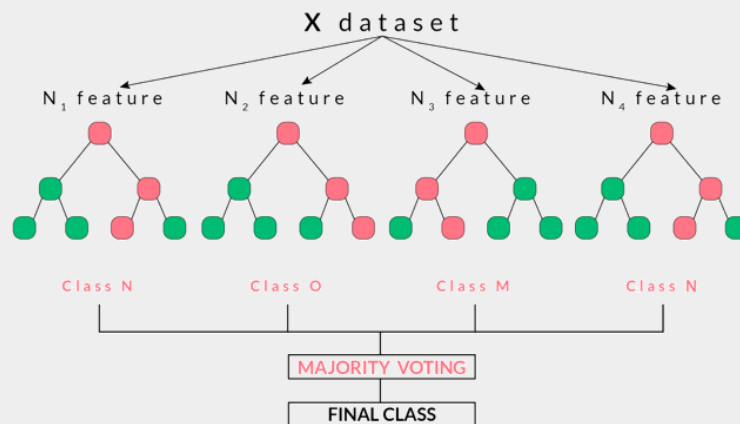 X dataset
N₁ feature N₂ feature N₃ feature N₄ feature
Class N Class O Class M Class N
MAJORITY VOTING
FINAL CLASS